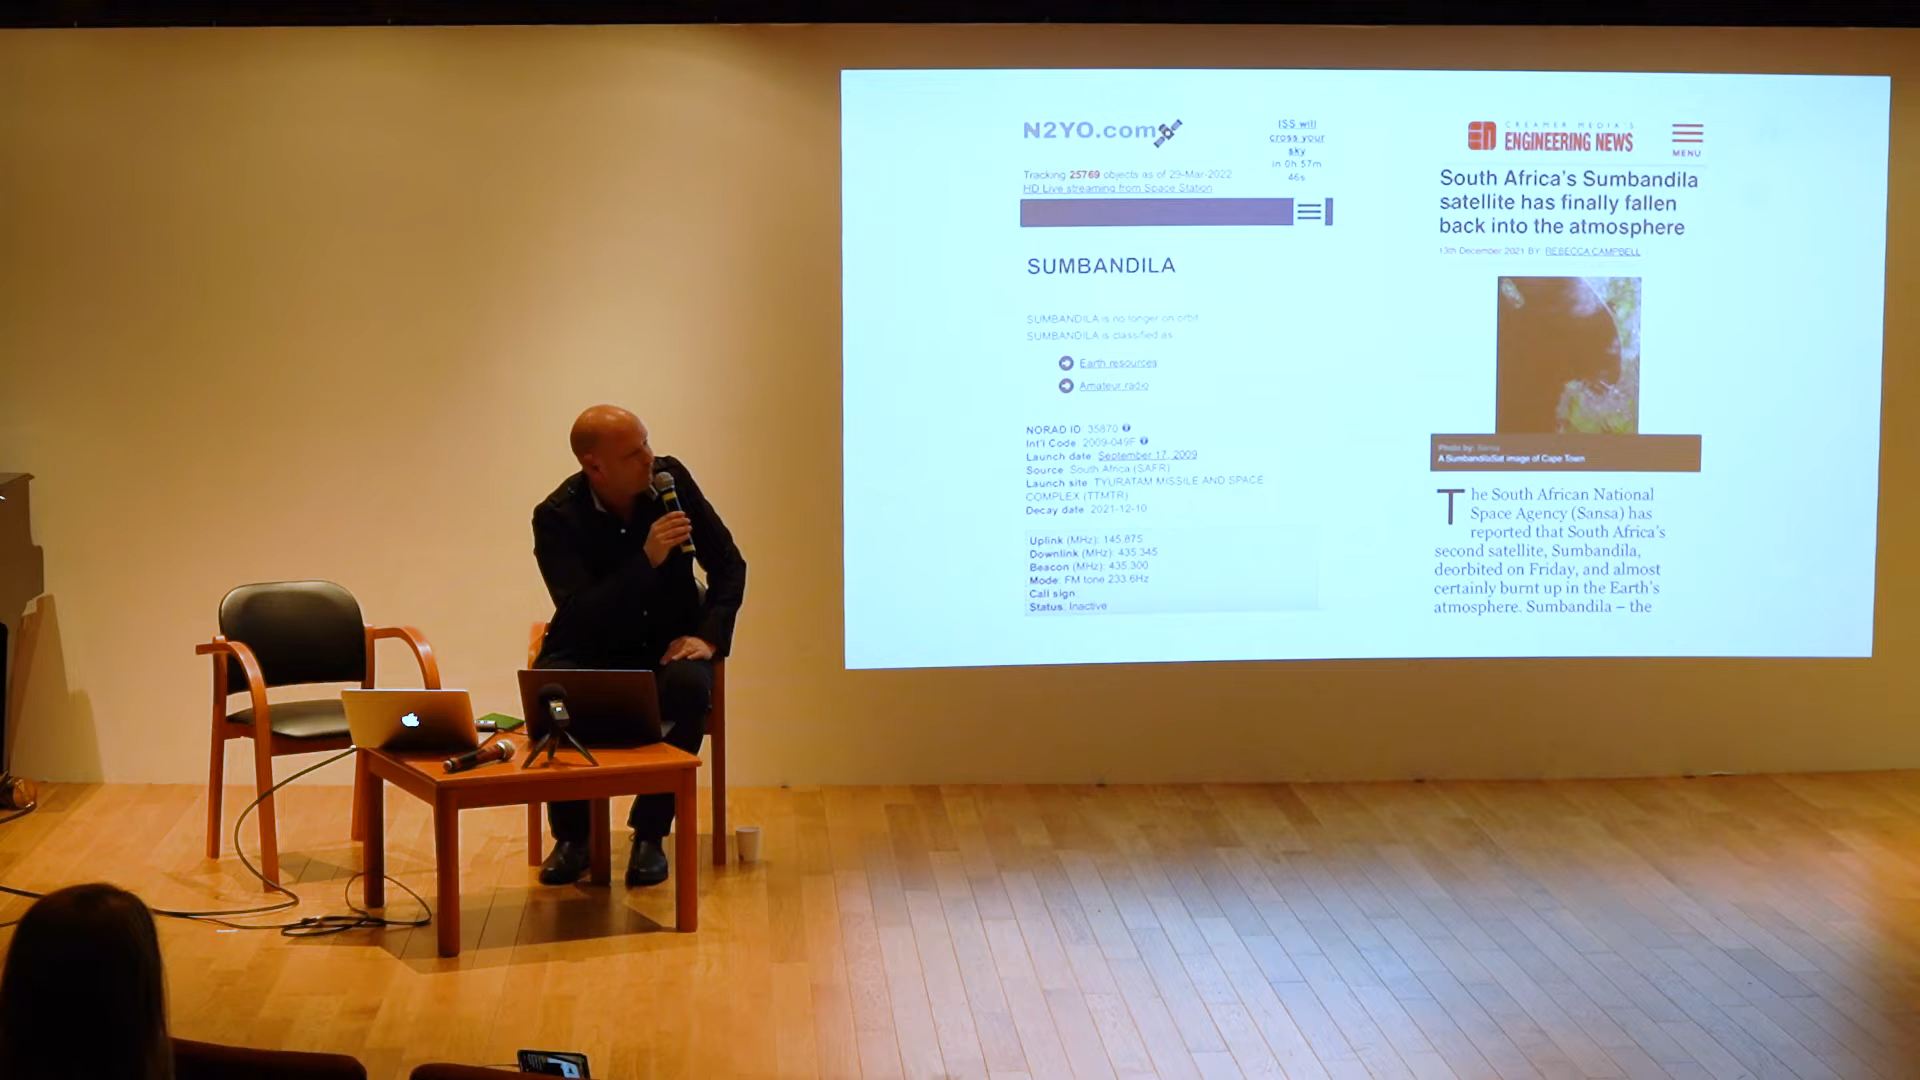 N2YO.com
ISS will
cross your
sky
in 0h 57m
46s
Tracking 25769 objects as of 29-Mar-2022
HD Live streaming from Space Station
SUMBANDILA
SUMBANDILA is no longer on orbit
SUMBANDILA is classified as:
Earth resources
Amateur radio
NORAD ID: 35870
Int'l Code: 2009-049F
Launch date: September 17, 2009
Source: South Africa (SAFR)
Launch site: TYURATAM MISSILE AND SPACE
COMPLEX (TTMTR)
Decay date: 2021-12-10
Uplink (MHz): 145.875
Downlink (MHz): 435.345
Beacon (MHz): 435.300
Mode: FM tone 233.6Hz
Call sign:
Status: Inactive
CREAMER MEDIA'S
ENGINEERING NEWS
MENU
South Africa's Sumbandila
satellite has finally fallen
back into the atmosphere
13th December 2021 BY: REBECCA CAMPBELL
Photo by: Sansa
A SumbandilaSat image of Cape Town
The South African National
Space Agency (Sansa) has
reported that South Africa's
second satellite, Sumbandila,
deorbited on Friday, and almost
certainly burnt up in the Earth's
atmosphere. Sumbandila – the